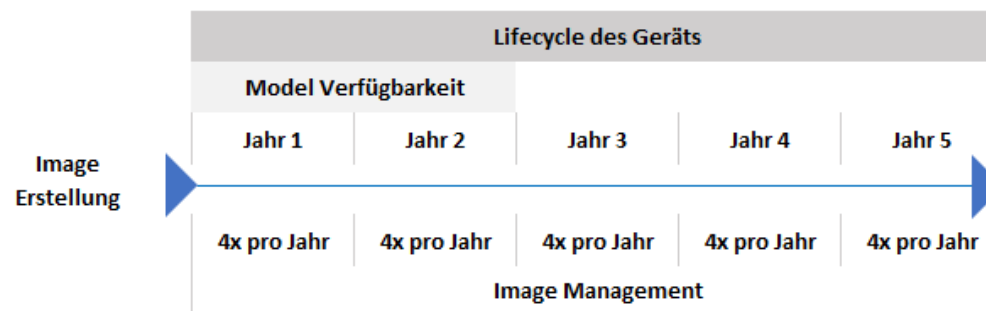 Lifecycle des Geräts
Model Verfügbarkeit
Jahr 1 Jahr 2 Jahr 3 Jahr 4 Jahr 5
Image
Erstellung
4x pro Jahr 4x pro Jahr 4x pro Jahr 4x pro Jahr 4x pro Jahr
Image Management